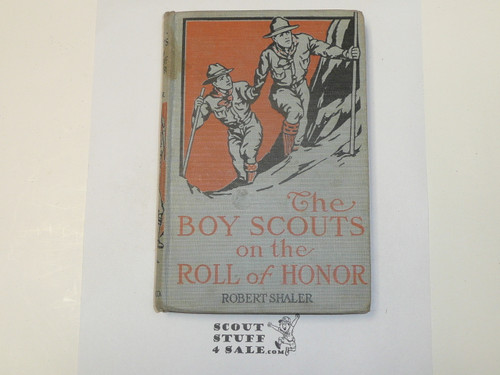 The
BOY SCOUTS
on the
ROLL of HONOR
ROBERT SHALER
SCOUT
STUFF
4 SALE.com